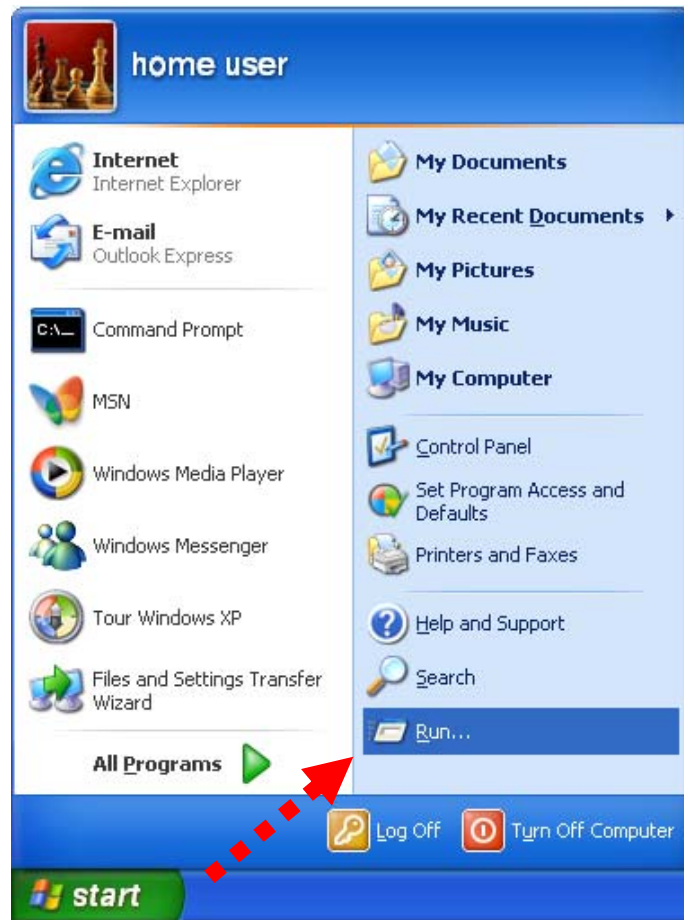 home user
Internet
Internet Explorer
E-mail
Outlook Express
C:\_
Command Prompt
MSN
Windows Media Player
Windows Messenger
Tour Windows XP
Files and Settings Transfer
Wizard
All Programs
My Documents
My Recent Documents
My Pictures
My Music
My Computer
Control Panel
Set Program Access and
Defaults
Printers and Faxes
Help and Support
Search
Run...
Log Off
Turn Off Computer
start